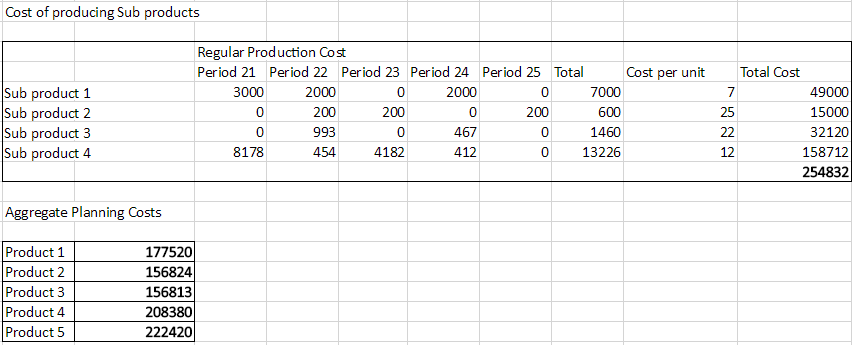 Cost of producing Sub products
Regular Production Cost
Period 21 Period 22 Period 23 Period 24 Period 25 Total Cost per unit Total Cost
Sub product 1 3000 2000 0 2000 0 7000 7 49000
Sub product 2 0 200 200 0 200 600 25 15000
Sub product 3 0 993 0 467 0 1460 22 32120
Sub product 4 8178 454 4182 412 0 13226 12 158712
254832
Aggregate Planning Costs
Product 1 177520
Product 2 156824
Product 3 156813
Product 4 208380
Product 5 222420